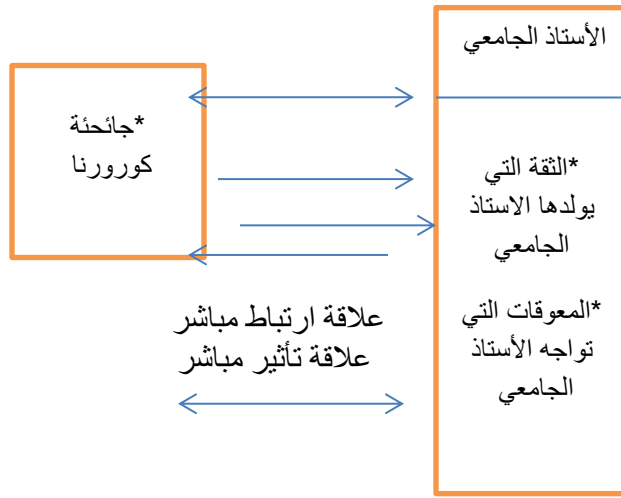 الأستاذ الجامعي
*الثقة التي
يولدها الاستاذ
الجامعي
*المعوقات التي
تواجه الأستاذ
الجامعي
*جائحئة
كورورنا
علاقة ارتباط مباشر
علاقة تأثير مباشر